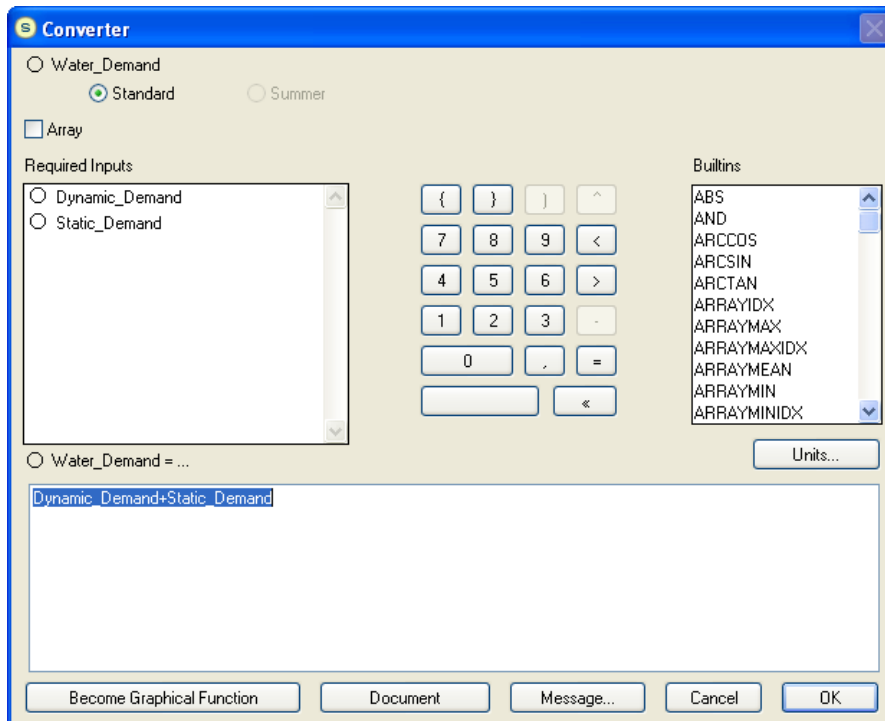 S Converter
Water_Demand
Standard Summer
Array
Required Inputs
Dynamic_Demand
Static_Demand
{ } ) ^
7 8 9 <
4 5 6 >
1 2 3 -
0 , =
«
Builtins
ABS
AND
ARCCOS
ARCSIN
ARCTAN
ARRAYIDX
ARRAYMAX
ARRAYMAXIDX
ARRAYMEAN
ARRAYMIN
ARRAYMINIDX
Units...
Water_Demand = ...
Dynamic_Demand+Static_Demand
Become Graphical Function Document Message... Cancel OK